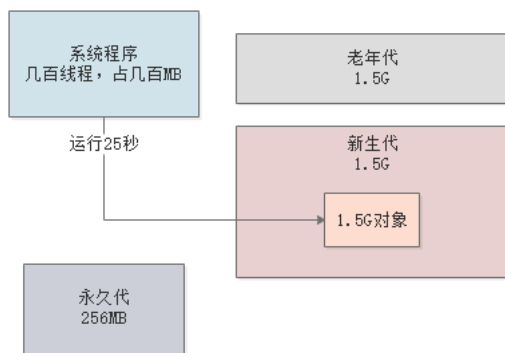 系统程序
几百线程，占几百MB
老年代
1.5G
运行25秒
新生代
1.5G
1.5G对象
永久代
256MB